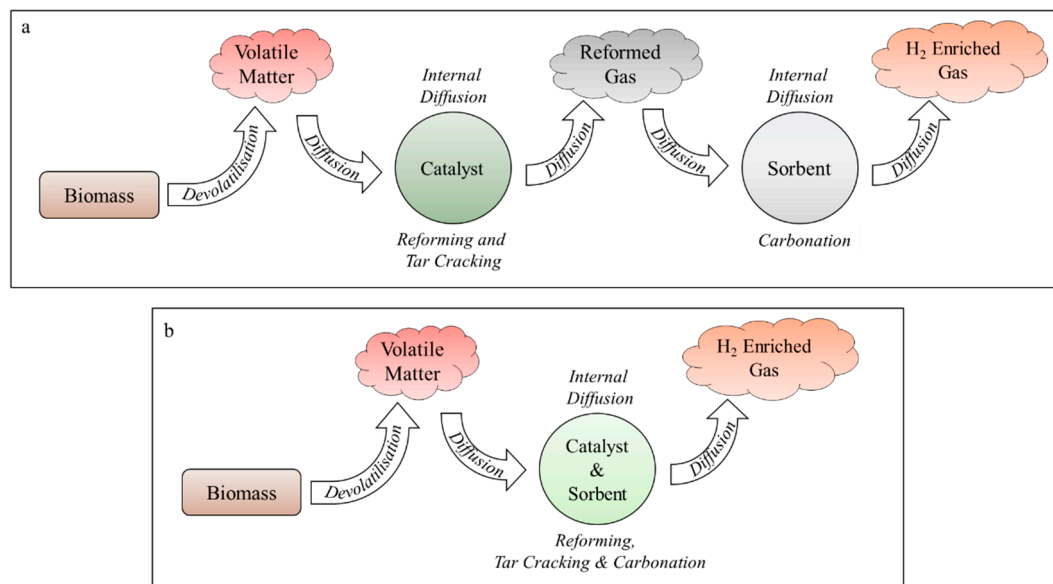 a
Volatile
Matter
Reformed
Gas
H₂ Enriched
Gas
Internal
Diffusion
Internal
Diffusion
Biomass
Devolatilisation
Diffusion
Catalyst
Diffusion
Diffusion
Sorbent
Diffusion
Reforming and
Tar Cracking
Carbonation
b
Volatile
Matter
H₂ Enriched
Gas
Internal
Diffusion
Biomass
Devolatilisation
Diffusion
Catalyst
&
Sorbent
Diffusion
Reforming,
Tar Cracking & Carbonation